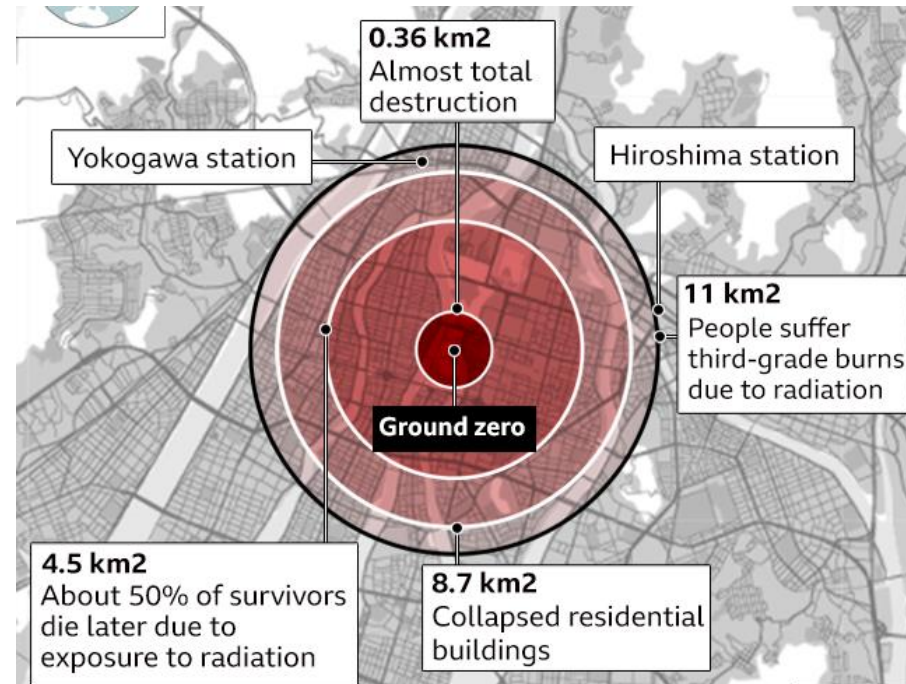 0.36 km2
Almost total
destruction
Yokogawa station
Hiroshima station
11 km2
People suffer
third-grade burns
due to radiation
Ground zero
4.5 km2
About 50% of survivors
die later due to
exposure to radiation
8.7 km2
Collapsed residential
buildings